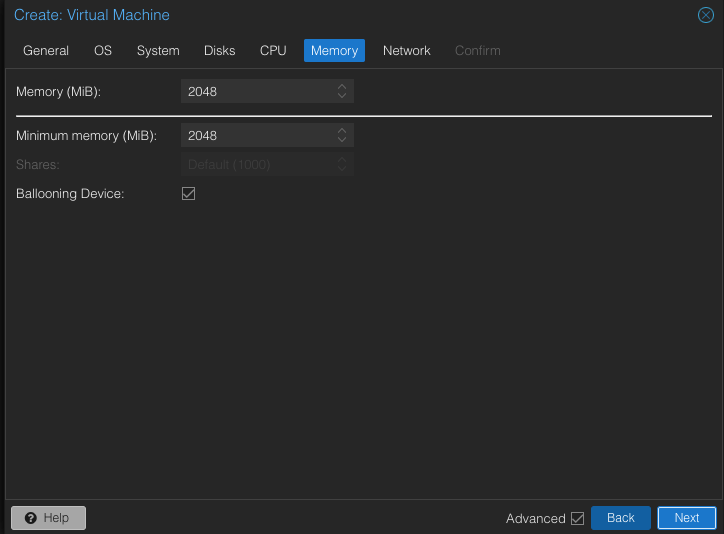 Create: Virtual Machine
General OS System Disks CPU Memory Network Confirm
Memory (MiB): 2048
Minimum memory (MiB): 2048
Shares: Default (1000)
Ballooning Device:
Help Advanced Back Next